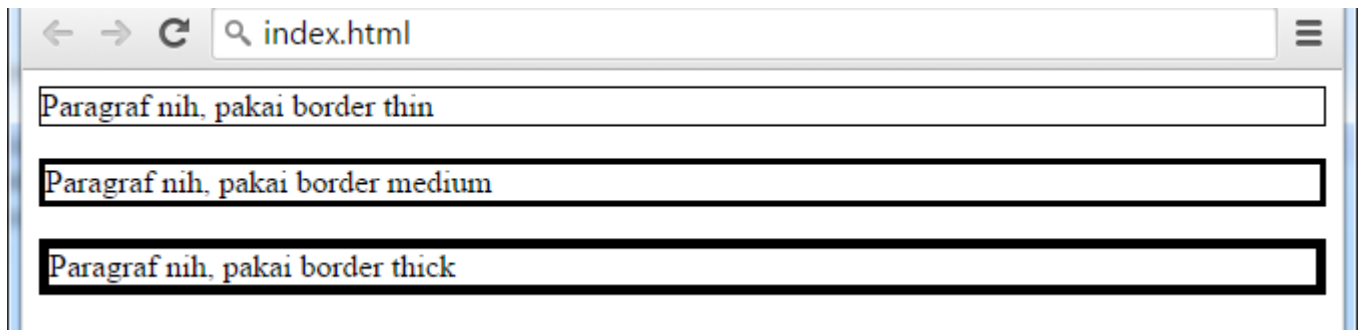 index.html
Paragraf nih, pakai border thin
Paragraf nih, pakai border medium
Paragraf nih, pakai border thick